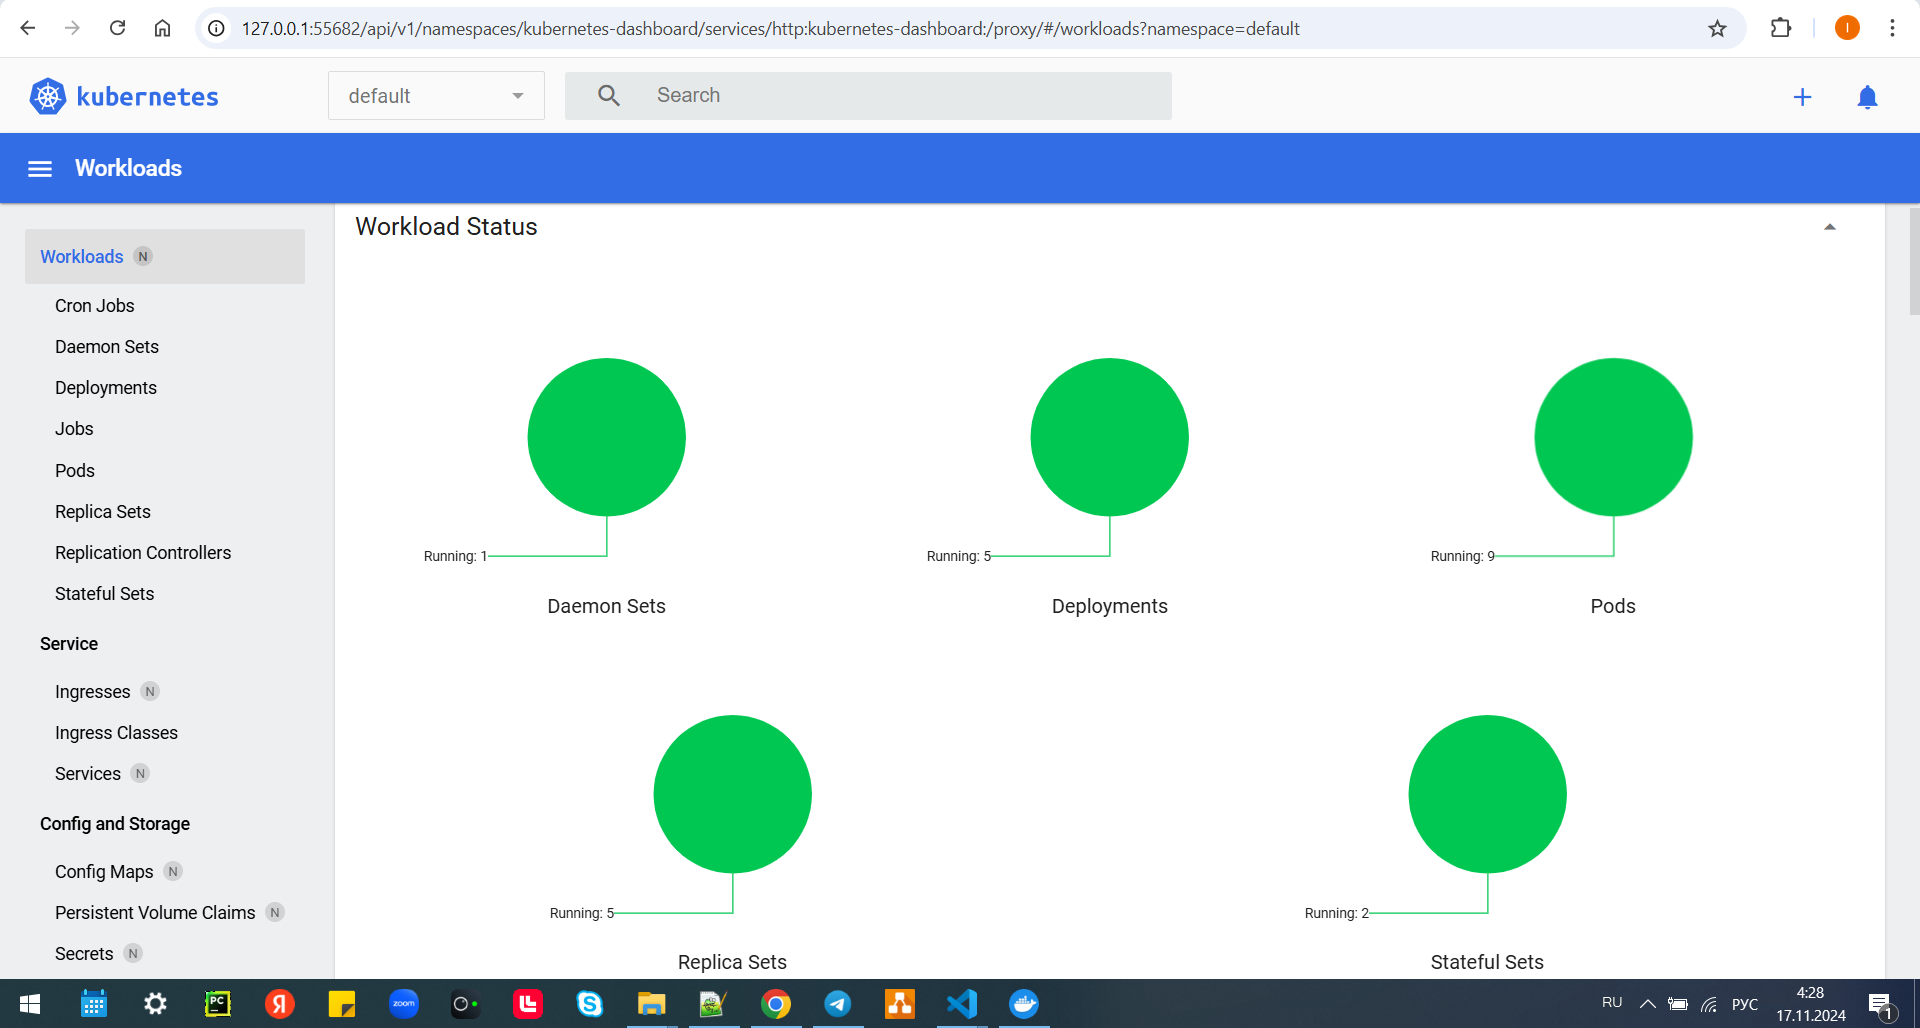 127.0.0.1:55682/api/v1/namespaces/kubernetes-dashboard/services/http:kubernetes-dashboard:/proxy/#/workloads?namespace=default
I
kubernetes
default
Search
Workloads
Workloads N
Cron Jobs
Daemon Sets
Deployments
Jobs
Pods
Replica Sets
Replication Controllers
Stateful Sets
Service
Ingresses N
Ingress Classes
Services N
Config and Storage
Config Maps N
Persistent Volume Claims N
Secrets N
Workload Status
Running: 1
Daemon Sets
Running: 5
Deployments
Running: 9
Pods
Running: 5
Replica Sets
Running: 2
Stateful Sets
PC
Я
zoom
RU
РУС
4:28
17.11.2024
1